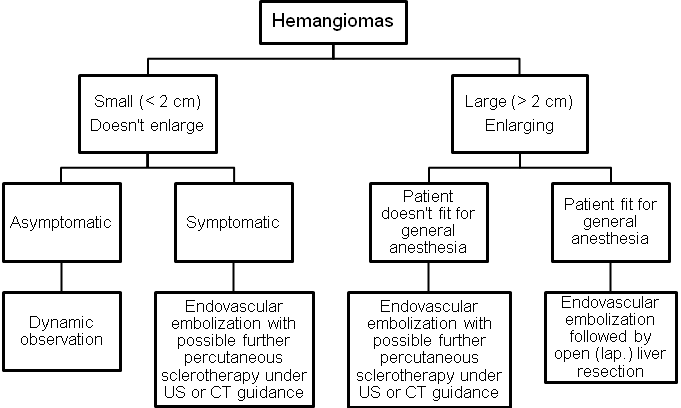 Hemangiomas
Small (< 2 cm)
Doesn't enlarge
Large (> 2 cm)
Enlarging
Asymptomatic
Symptomatic
Patient
doesn't fit for
general
anesthesia
Patient fit for
general
anesthesia
Dynamic
observation
Endovascular
embolization with
possible further
percutaneous
sclerotherapy under
US or CT guidance
Endovascular
embolization with
possible further
percutaneous
sclerotherapy under
US or CT guidance
Endovascular
embolization
followed by
open (lap.) liver
resection